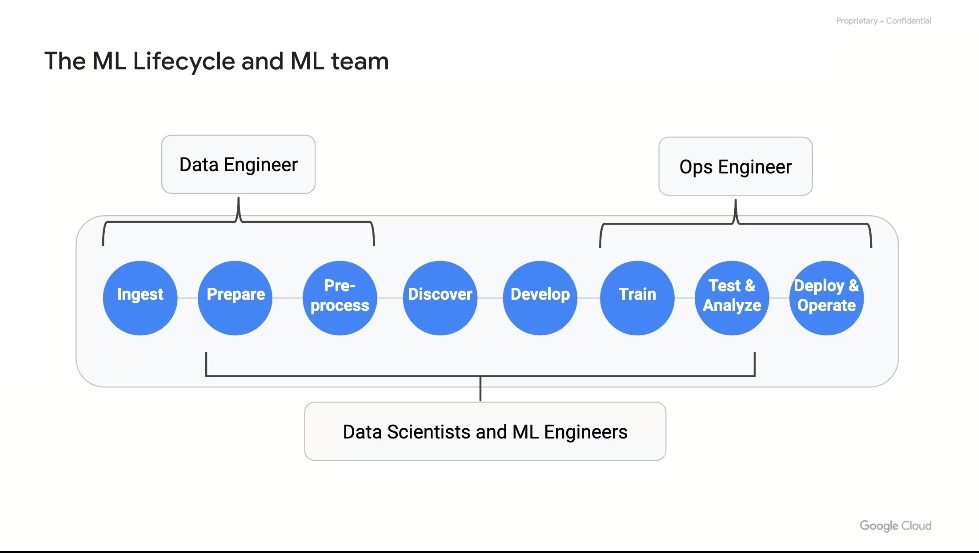 Proprietary + Confidential
The ML Lifecycle and ML team
Data Engineer
Ops Engineer
Ingest
Prepare
Pre-
process
Discover
Develop
Train
Test &
Analyze
Deploy &
Operate
Data Scientists and ML Engineers
Google Cloud